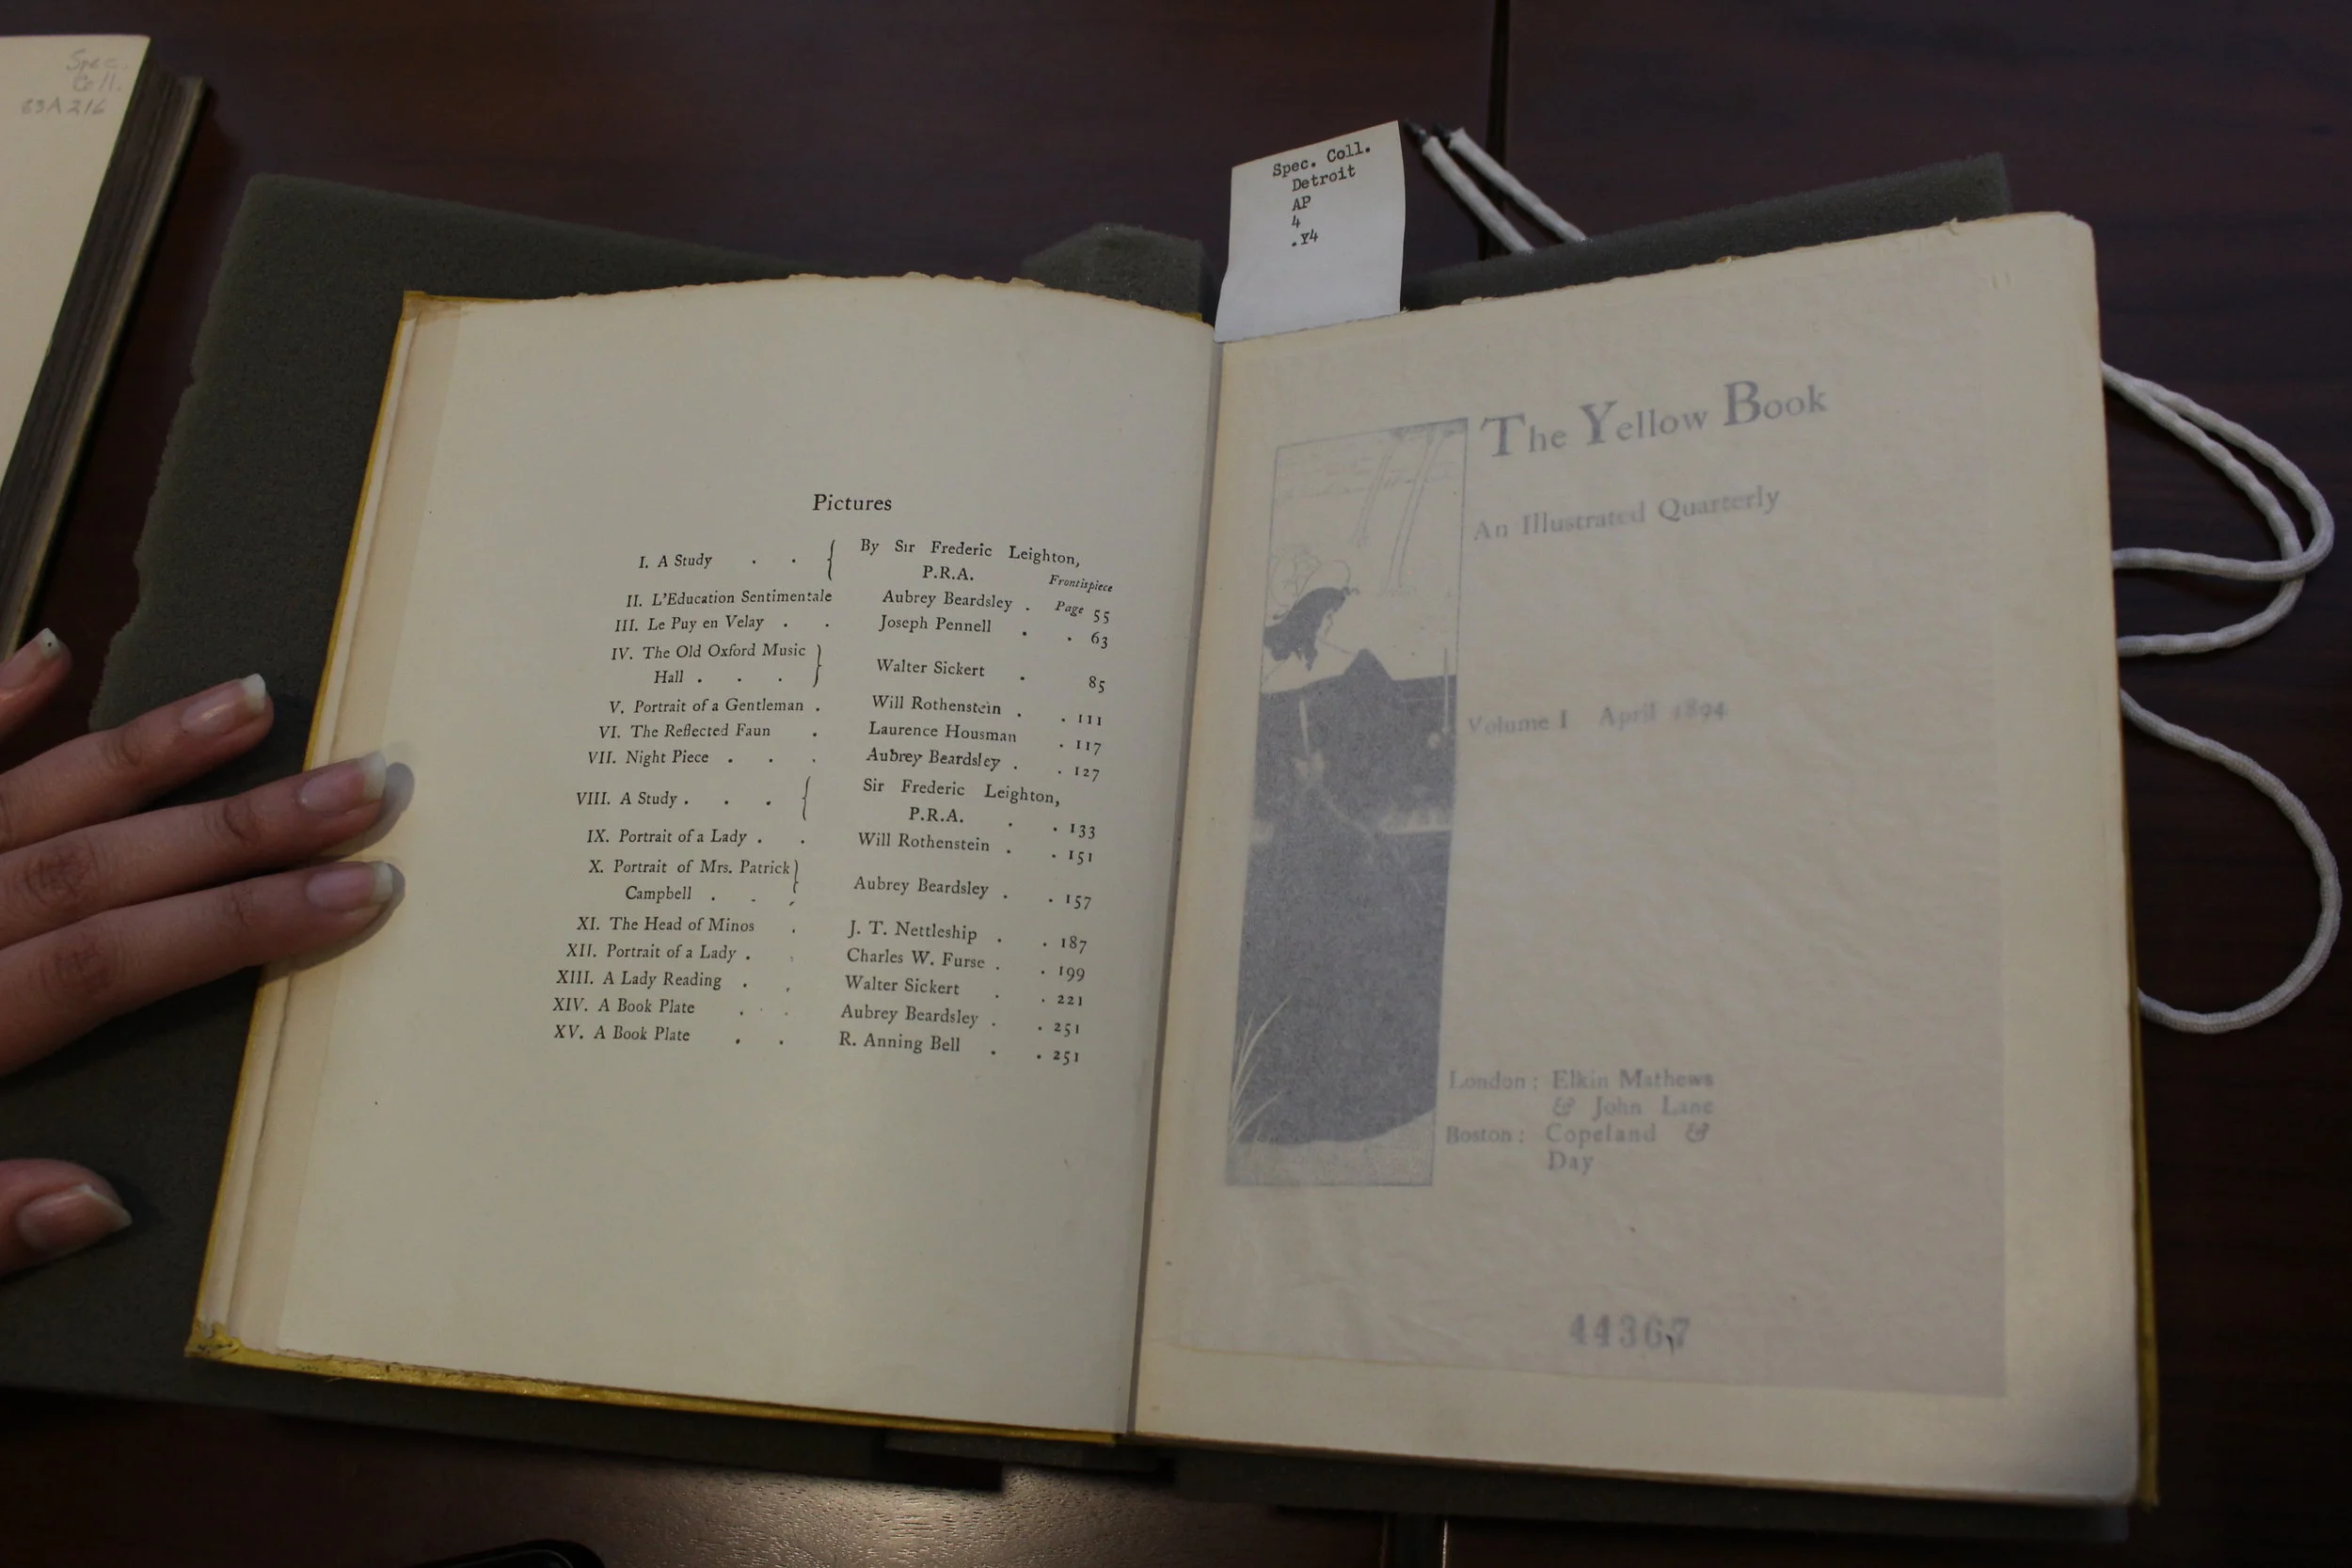 Spec.
Coll.
83A216
Spec. Coll.
Detroit
AP
4
.Y4
Pictures
I. A Study . . { By Sir Frederic Leighton,
P.R.A. Frontispiece
II. L'Education Sentimentale Aubrey Beardsley . Page 55
III. Le Puy en Velay . . Joseph Pennell . . 63
IV. The Old Oxford Music }
Hall . . . Walter Sickert . 85
V. Portrait of a Gentleman . Will Rothenstein . . 111
VI. The Reflected Faun . Laurence Housman . 117
VII. Night Piece . . . Aubrey Beardsley . . 127
VIII. A Study . . . { Sir Frederic Leighton,
P.R.A. . . 133
IX. Portrait of a Lady . . Will Rothenstein . . 151
X. Portrait of Mrs. Patrick }
Campbell . . . Aubrey Beardsley . . 157
XI. The Head of Minos . J. T. Nettleship . . 187
XII. Portrait of a Lady . . Charles W. Furse . . 199
XIII. A Lady Reading . . Walter Sickert . . 221
XIV. A Book Plate . . . Aubrey Beardsley . . 251
XV. A Book Plate . . R. Anning Bell . . 251
The Yellow Book
An Illustrated Quarterly
Volume I April 1894
London : Elkin Mathews
& John Lane
Boston : Copeland &
Day
44367